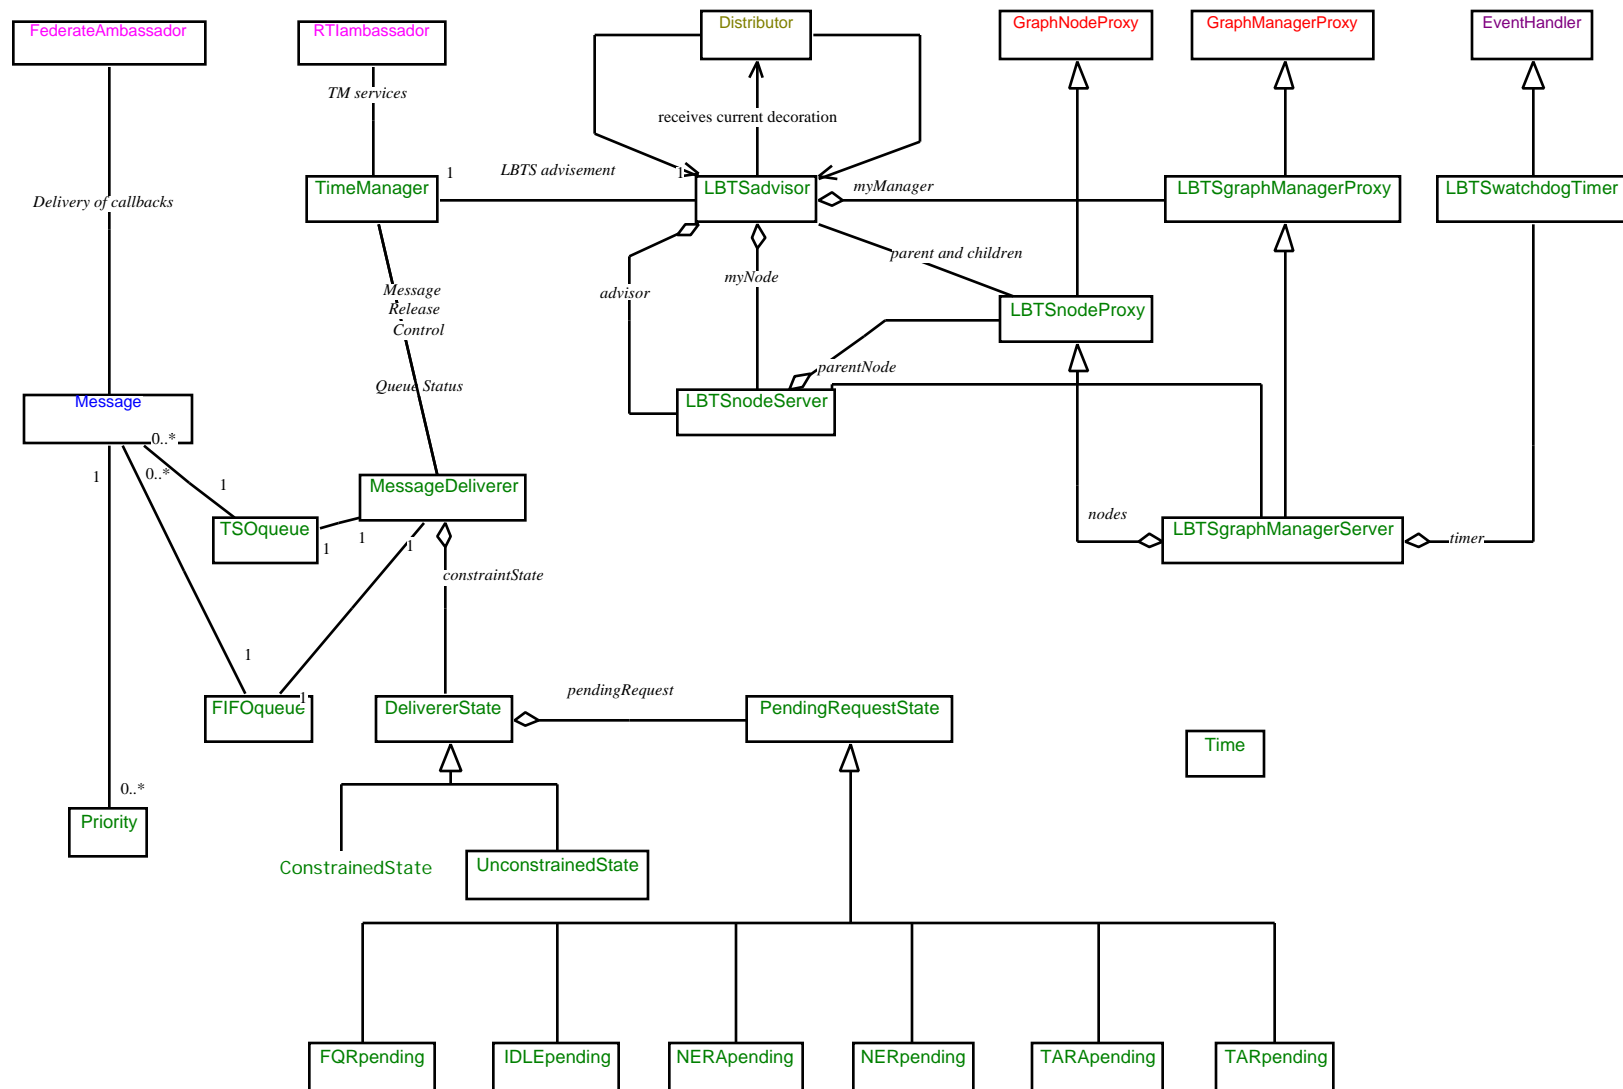 FederateAmbassador
RTIambassador
Distributor
GraphNodeProxy
GraphManagerProxy
EventHandler
TM services
receives current decoration
Delivery of callbacks
TimeManager
1
LBTS advisement
1
LBTSadvisor
myManager
LBTSgraphManagerProxy
LBTSwatchdogTimer
parent and children
myNode
advisor
Message
Release
Control
LBTSnodeProxy
parentNode
Queue Status
LBTSnodeServer
Message
0..*
0..*
1
1
MessageDeliverer
TSOqueue
1
1
1
nodes
LBTSgraphManagerServer
timer
constraintState
1
FIFOqueue
1
DelivererState
pendingRequest
PendingRequestState
Time
0..*
Priority
ConstrainedState
UnconstrainedState
FQRpending
IDLEpending
NERApending
NERpending
TARApending
TARpending